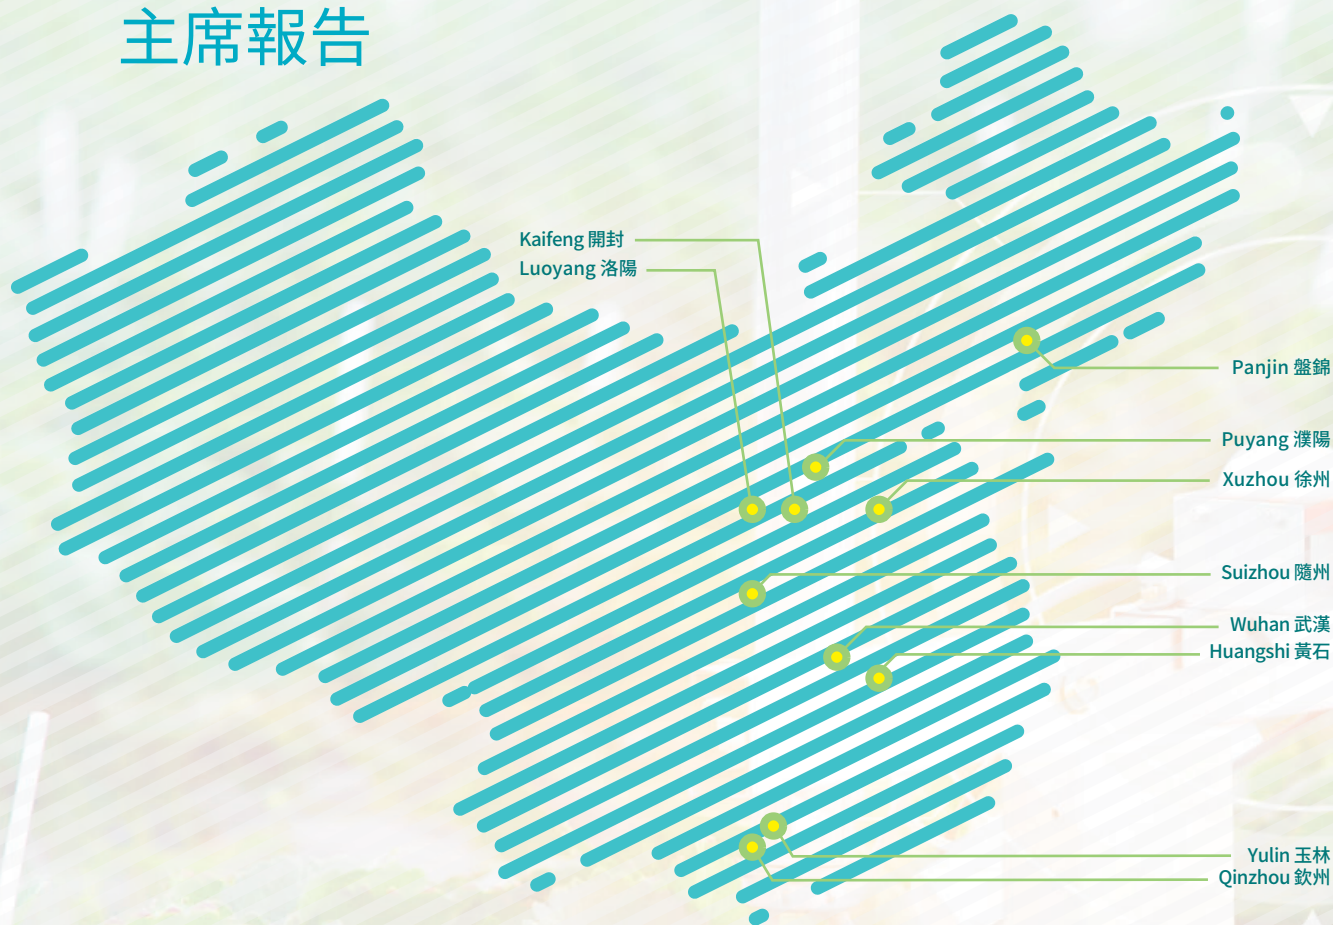 主席報告
Kaifeng 開封
Luoyang 洛陽
Panjin 盤錦
Puyang 濮陽
Xuzhou 徐州
Suizhou 隨州
Wuhan 武漢
Huangshi 黃石
Yulin 玉林
Qinzhou 欽州